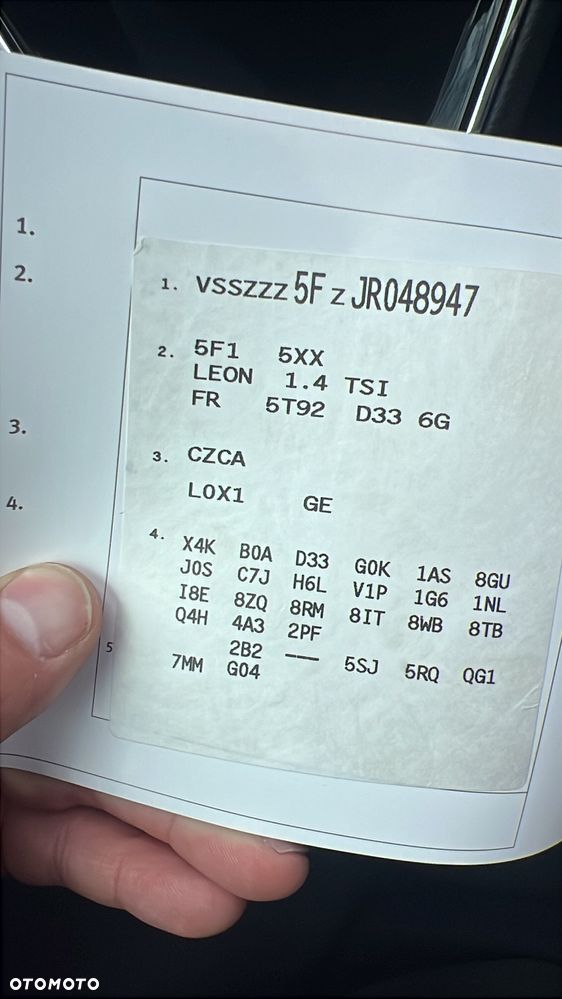 1.
2.
3.
4.
5
1. VSSZZZ 5F Z JR048947
2. 5F1 5XX
LEON 1.4 TSI
FR 5T92 D33 6G
3. CZCA
L0X1 GE
4. X4K B0A D33 G0K 1AS 8GU
J0S C7J H6L V1P 1G6 1NL
I8E 8ZQ 8RM 8IT 8WB 8TB
Q4H 4A3 2PF
2B2 --- 5SJ 5RQ QG1
7MM G04
OTOMOTO